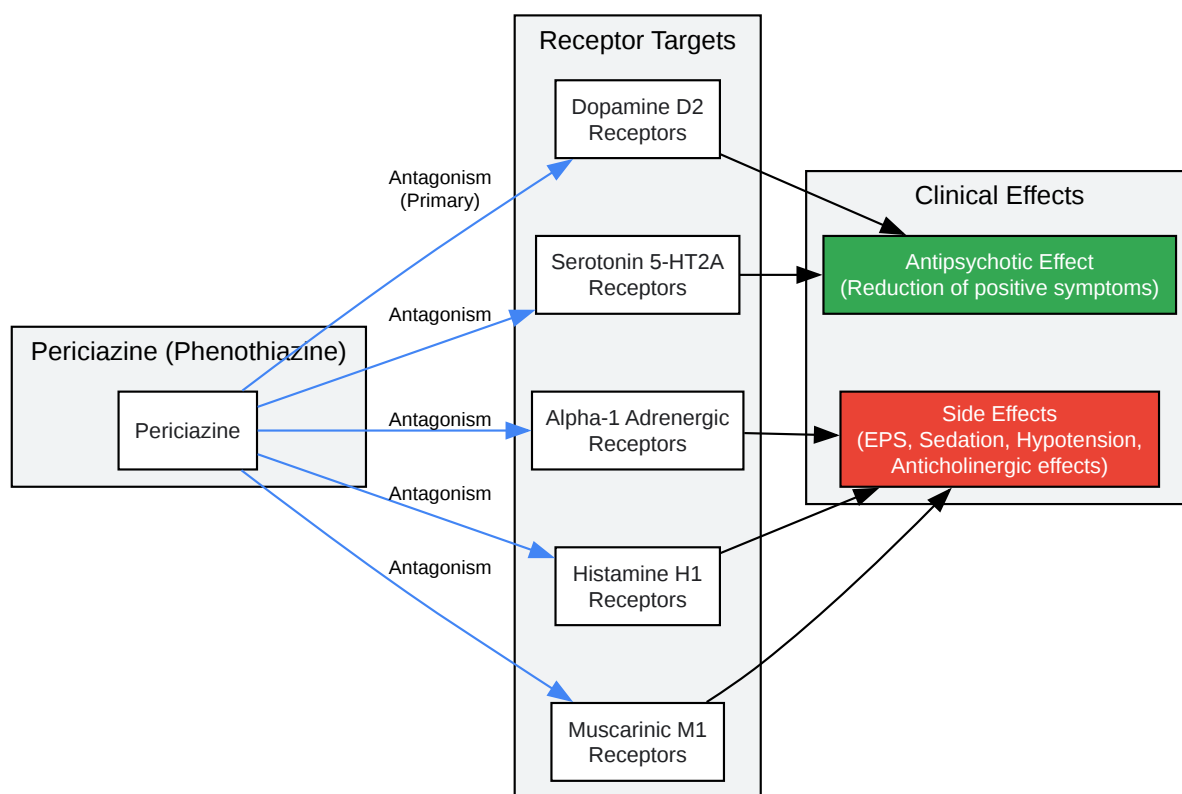 Receptor Targets
Dopamine D2
Receptors
Antagonism
(Primary)
Clinical Effects
Serotonin 5-HT2A
Receptors
Antipsychotic Effect
(Reduction of positive symptoms)
Antagonism
Periciazine (Phenothiazine)
Periciazine
Antagonism
Alpha-1 Adrenergic
Receptors
Side Effects
(EPS, Sedation, Hypotension,
Anticholinergic effects)
Antagonism
Histamine H1
Receptors
Antagonism
Muscarinic M1
Receptors